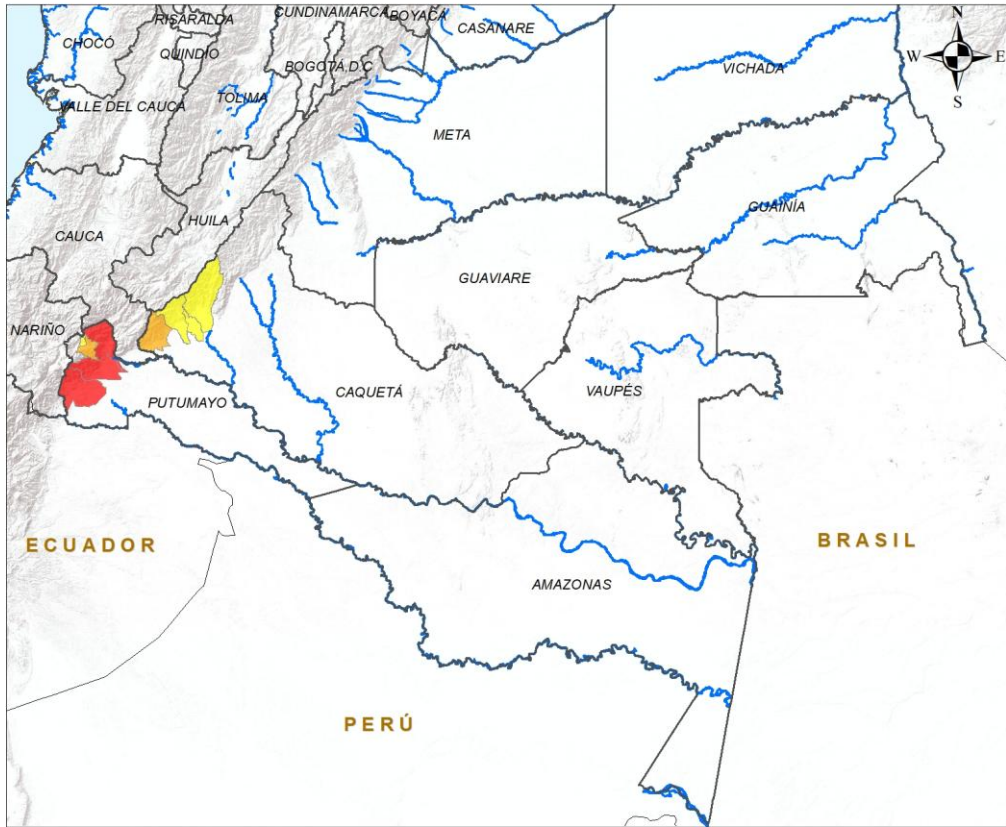 CUNDINAMARCA
BOYACÁ
RISARALDA
CASANARE
N
CHOCÓ
QUINDÍO
BOGOTÁ D.C
W
E
VICHADA
S
VALLE DEL CAUCA
TOLIMA
META
HUILA
GUAINÍA
CAUCA
GUAVIARE
NARIÑO
CAQUETÁ
VAUPÉS
PUTUMAYO
ECUADOR
BRASIL
AMAZONAS
PERÚ